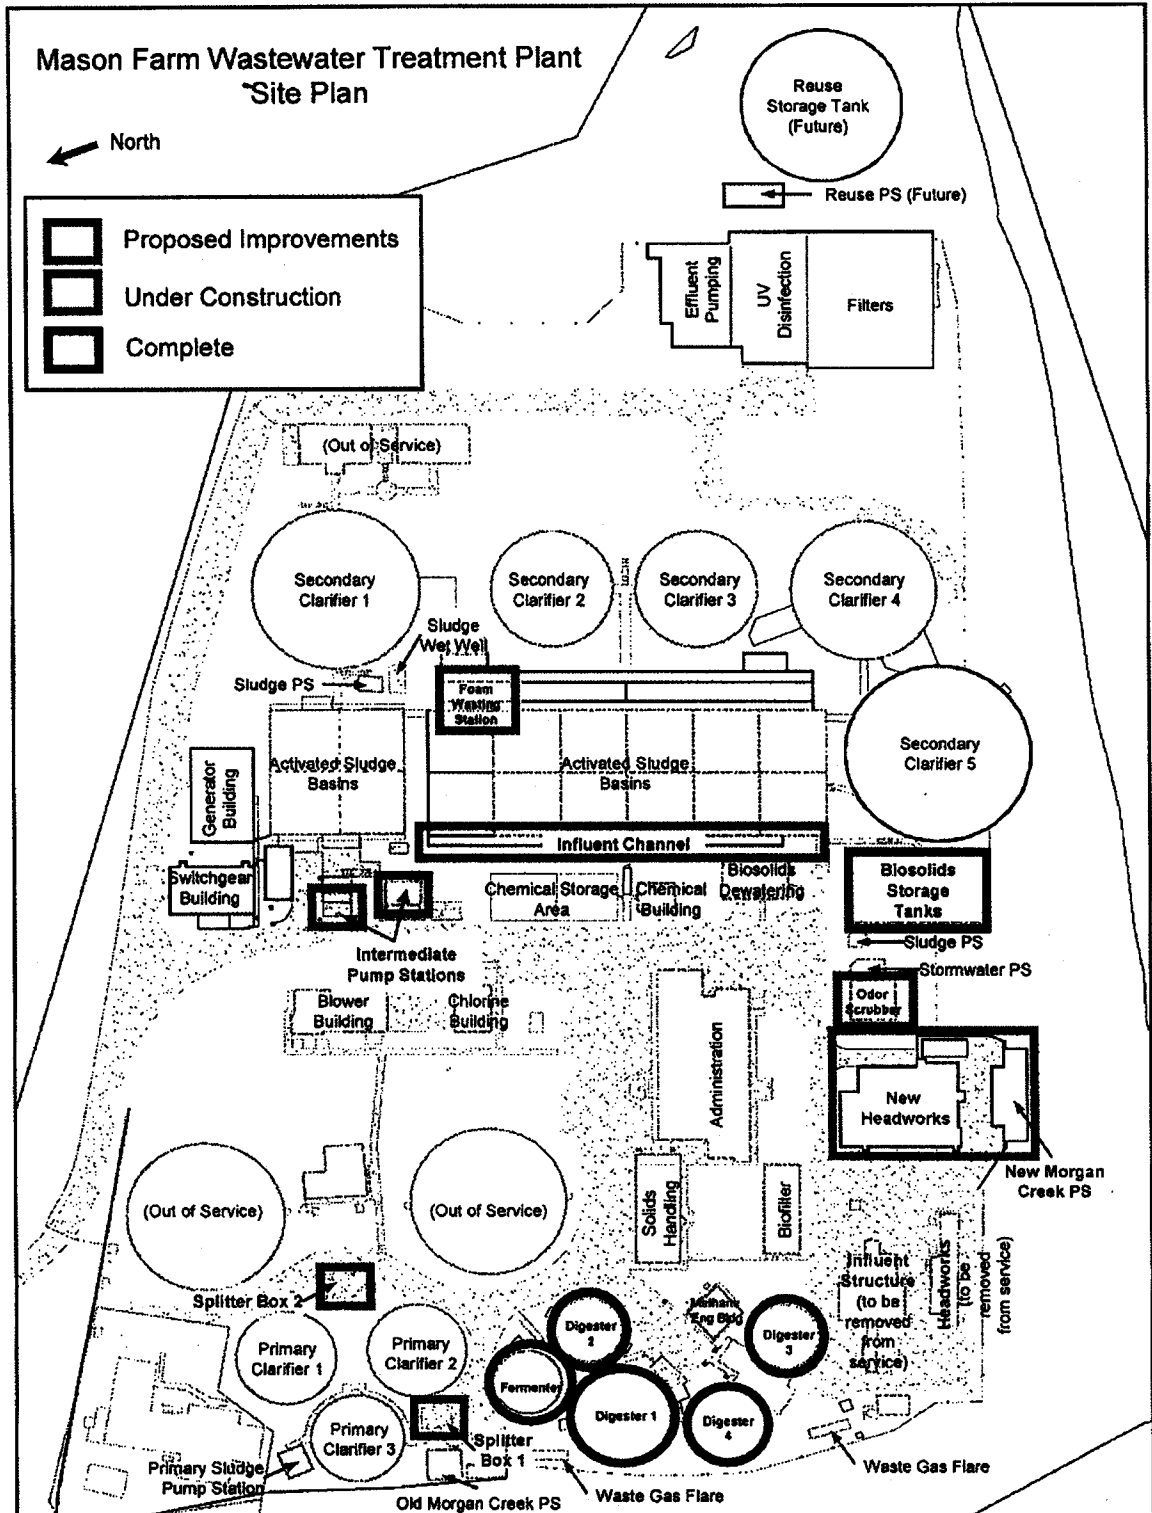 Mason Farm Wastewater Treatment Plant
Site Plan
North
Proposed Improvements
Under Construction
Complete
Reuse
Storage Tank
(Future)
Reuse PS (Future)
Effluent
Pumping
UV
Disinfection
Filters
(Out of Service)
Secondary
Clarifier 1
Secondary
Clarifier 2
Secondary
Clarifier 3
Secondary
Clarifier 4
Sludge
Wet Well
Sludge PS
Foam
Wasting
Station
Secondary
Clarifier 5
Activated Sludge
Basins
Activated Sludge
Basins
Generator
Building
Influent Channel
Switchgear
Building
Chemical Storage
Area
Chemical
Building
Biosolids
Dewatering
Biosolids
Storage
Tanks
Sludge PS
Intermediate
Pump Stations
Stormwater PS
Odor
Scrubber
Blower
Building
Chlorine
Building
Administration
New
Headworks
New Morgan
Creek PS
(Out of Service)
(Out of Service)
Solids
Handing
Biofilter
Influent
Structure
(to be
removed
from
service)
Headworks
(to be
removed
from service)
Splitter Box 2
Primary
Clarifier 1
Primary
Clarifier 2
Digester
2
Methane
Eng Bldg
Digester
3
Fermenter
Digester 1
Digester
4
Primary
Clarifier 3
Splitter
Box 1
Primary Sludge
Pump Station
Old Morgan Creek PS
Waste Gas Flare
Waste Gas Flare